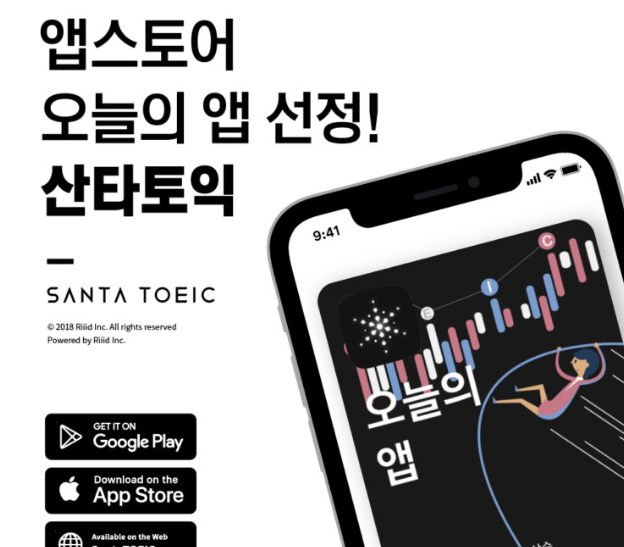 앱스토어
오늘의 앱 선정!
산타토익
SANTA TOEIC
© 2018 Riiid Inc. All rights reserved
Powered by Riiid Inc.
GET IT ON
Google Play
Download on the
App Store
Available on the Web
9:41
E
I
C
오늘의
앱